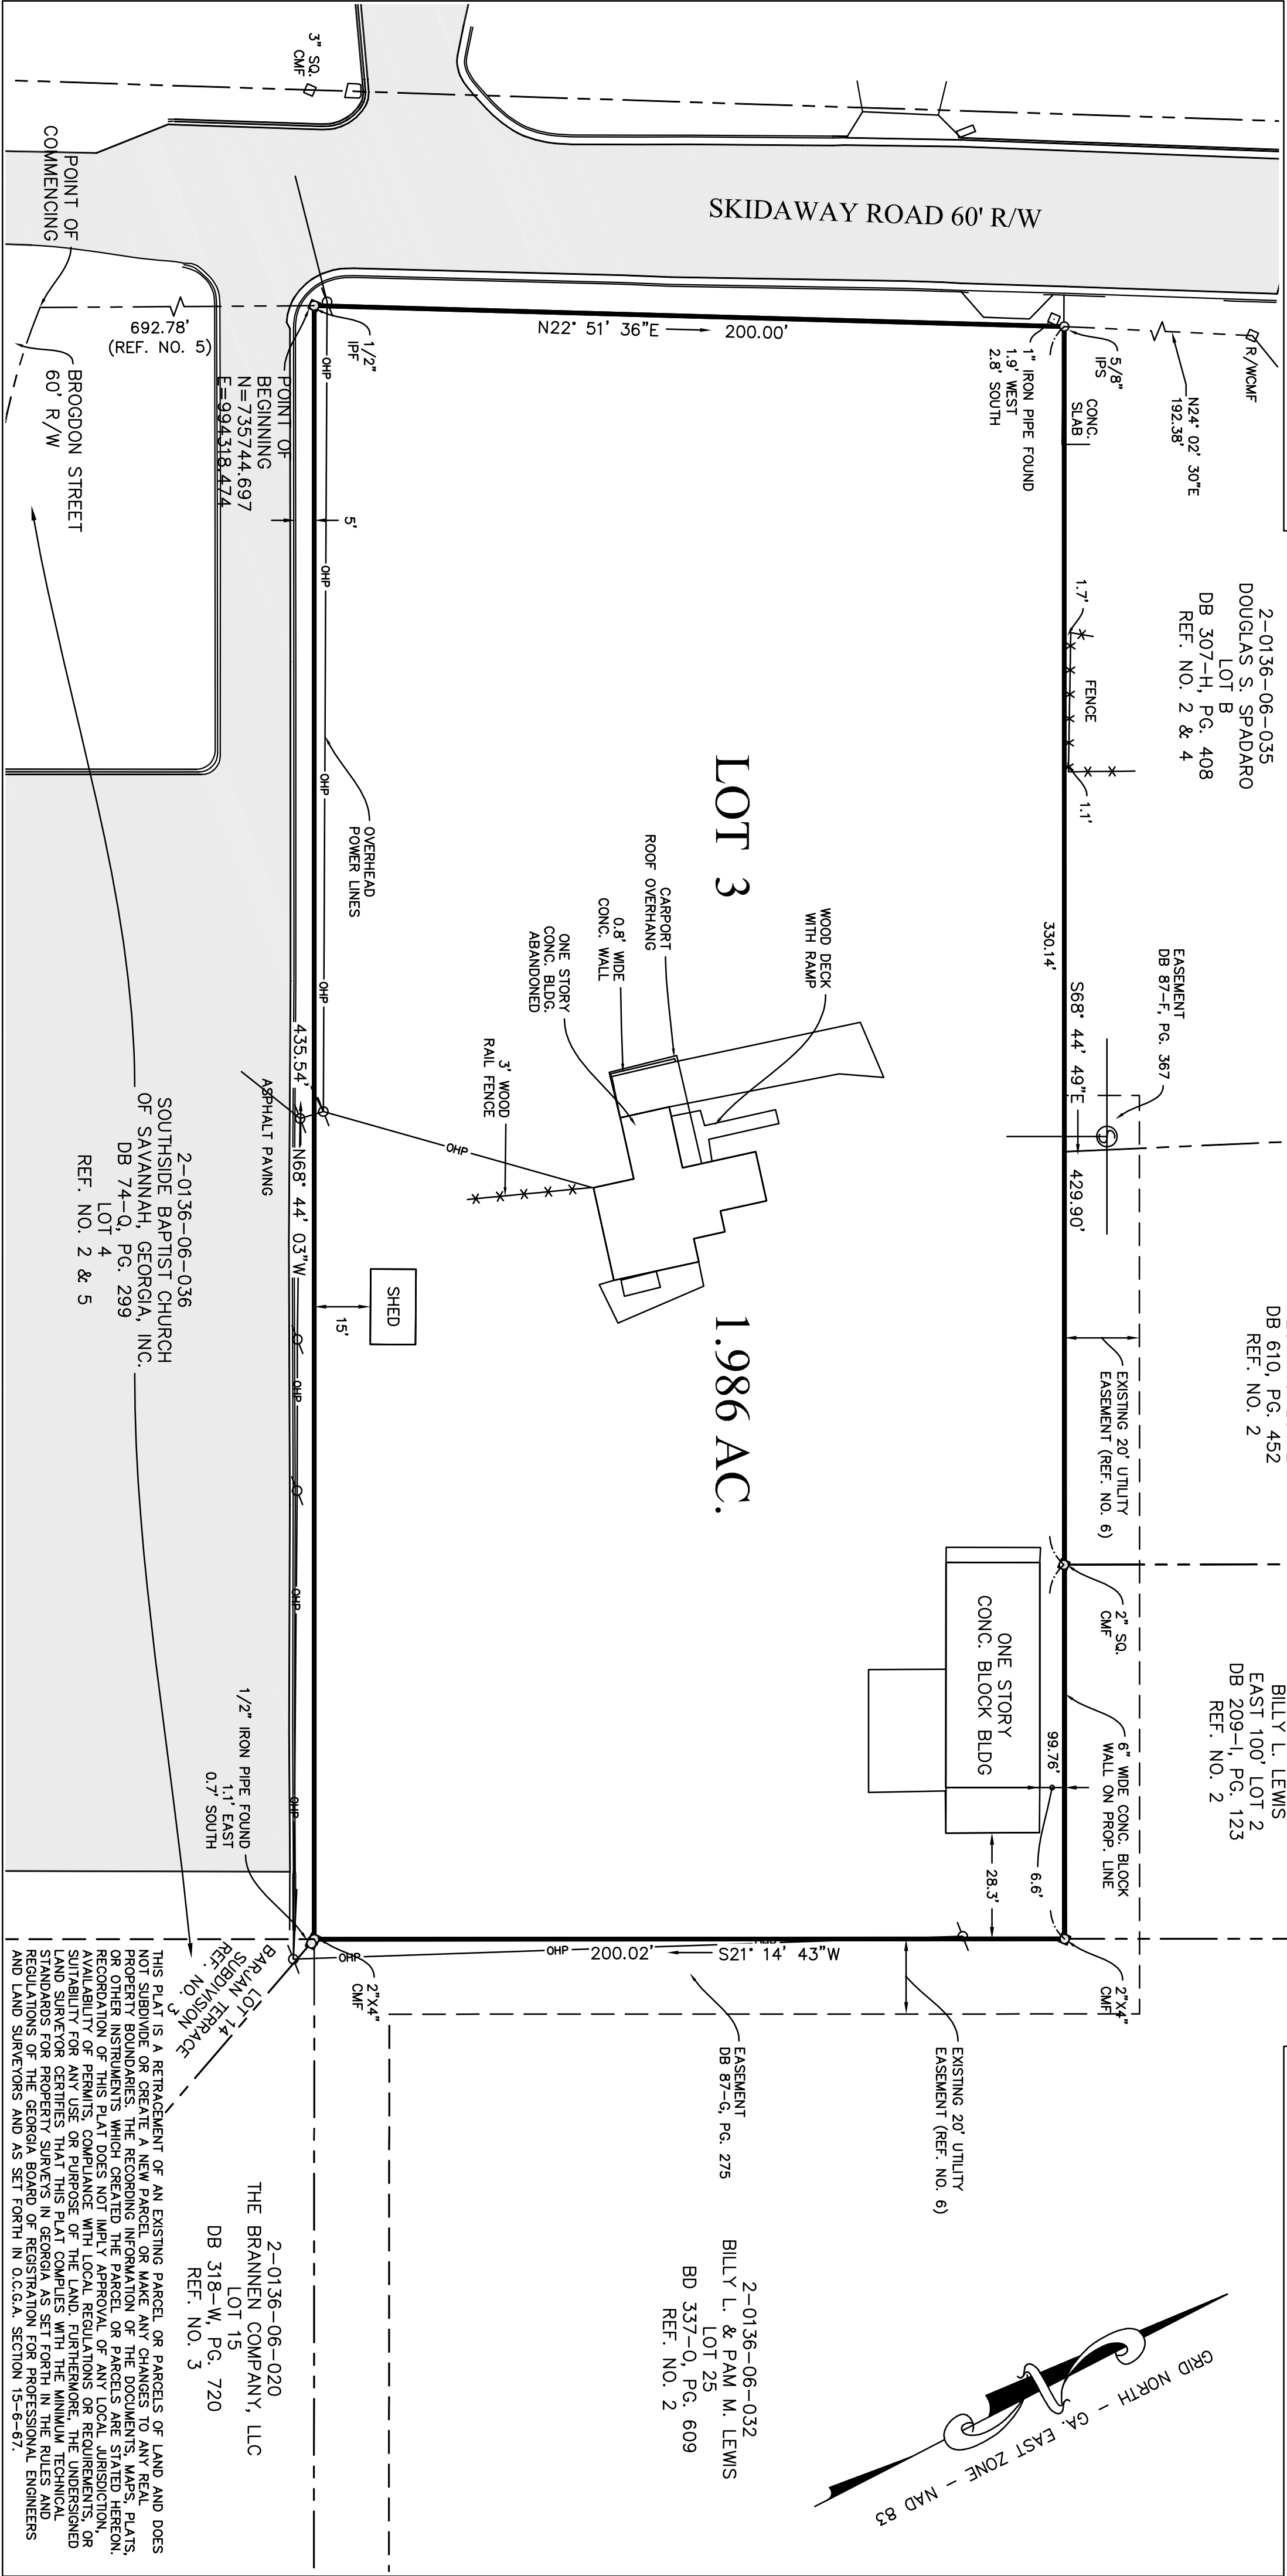 SKIDAWAY ROAD 60' R/W
3" SQ.
CMF
POINT OF
COMMENCING
692.78'
(REF. NO. 5)
BROGDON STREET
60' R/W
N22° 51' 36"E
200.00'
1/2"
IPF
POINT OF
BEGINNING
N=735744.697
E=994318.474
5/8"
IPS
1" IRON PIPE FOUND
1.9' WEST
2.8' SOUTH
CONC.
SLAB
R/WCMF
N24° 02' 30"E
192.38'
2-0136-06-035
DOUGLAS S. SPADARO
LOT B
DB 307-H, PG. 408
REF. NO. 2 & 4
1.7'
FENCE
1.1'
330.14'
S68° 44' 49"E
429.90'
EASEMENT
DB 87-F, PG. 367
DB 610, PG. 452
REF. NO. 2
EXISTING 20' UTILITY
EASEMENT (REF. NO. 6)
2" SQ.
CMF
BILLY L. LEWIS
EAST 100' LOT 2
DB 209-I, PG. 123
REF. NO. 2
6" WIDE CONC. BLOCK
WALL ON PROP. LINE
99.76'
6.6'
28.3'
ONE STORY
CONC. BLOCK BLDG
2"X4"
CMF
LOT 3
1.986 AC.
WOOD DECK
WITH RAMP
CARPORT
ROOF OVERHANG
0.8' WIDE
CONC. WALL
ONE STORY
CONC. BLDG.
ABANDONED
3' WOOD
RAIL FENCE
OVERHEAD
POWER LINES
OHP
OHP
OHP
OHP
OHP
5'
SHED
15'
435.54'
N68° 44' 03"W
ASPHALT PAVING
OHP
OHP
OHP
2-0136-06-036
SOUTHSIDE BAPTIST CHURCH
OF SAVANNAH, GEORGIA, INC.
DB 74-Q, PG. 299
LOT 4
REF. NO. 2 & 5
1/2" IRON PIPE FOUND
1.1' EAST
0.7' SOUTH
OHP
OHP
200.02'
S21° 14' 43"W
2"X4"
CMF
LOT 14
BARJAN TERRACE
SUBDIVISION
REF. NO. 3
EXISTING 20' UTILITY
EASEMENT (REF. NO. 6)
EASEMENT
DB 87-G, PG. 275
2-0136-06-032
BILLY L. & PAM M. LEWIS
LOT 25
BD 337-O, PG. 609
REF. NO. 2
2-0136-06-020
THE BRANNEN COMPANY, LLC
LOT 15
DB 318-W, PG. 720
REF. NO. 3
GRID NORTH - GA. EAST ZONE - NAD 83
THIS PLAT IS A RETRACEMENT OF AN EXISTING PARCEL OR PARCELS OF LAND AND DOES
NOT SUBDIVIDE OR CREATE A NEW PARCEL OR MAKE ANY CHANGES TO ANY REAL
PROPERTY BOUNDARIES. THE RECORDING INFORMATION OF THE DOCUMENTS, MAPS, PLATS,
OR OTHER INSTRUMENTS WHICH CREATED THE PARCEL OR PARCELS ARE STATED HEREON.
RECORDATION OF THIS PLAT DOES NOT IMPLY APPROVAL OF ANY LOCAL JURISDICTION,
AVAILABILITY OF PERMITS, COMPLIANCE WITH LOCAL REGULATIONS OR REQUIREMENTS, OR
SUITABILITY FOR ANY USE OR PURPOSE OF THE LAND. FURTHERMORE, THE UNDERSIGNED
LAND SURVEYOR CERTIFIES THAT THIS PLAT COMPLIES WITH THE MINIMUM TECHNICAL
STANDARDS FOR PROPERTY SURVEYS IN GEORGIA AS SET FORTH IN THE RULES AND
REGULATIONS OF THE GEORGIA BOARD OF REGISTRATION FOR PROFESSIONAL ENGINEERS
AND LAND SURVEYORS AND AS SET FORTH IN O.C.G.A. SECTION 15-6-67.